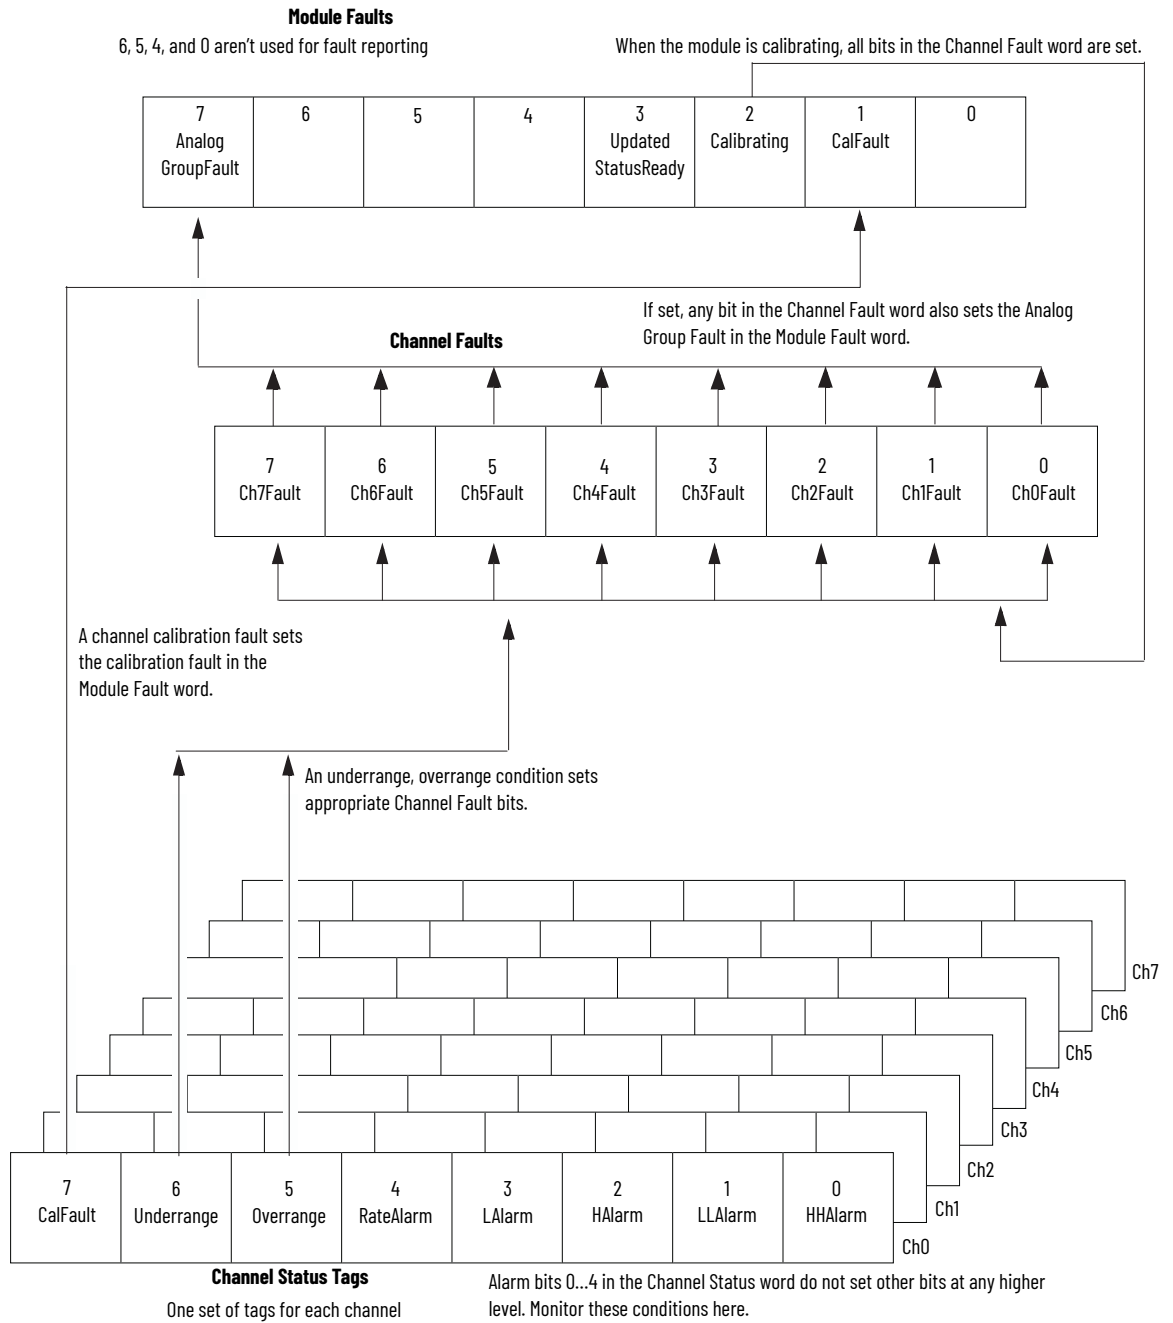 Module Faults
6, 5, 4, and 0 aren't used for fault reporting
When the module is calibrating, all bits in the Channel Fault word are set.
7
Analog
GroupFault
6
5
4
3
Updated
StatusReady
2
Calibrating
1
CalFault
0
If set, any bit in the Channel Fault word also sets the Analog
Group Fault in the Module Fault word.
Channel Faults
7
Ch7Fault
6
Ch6Fault
5
Ch5Fault
4
Ch4Fault
3
Ch3Fault
2
Ch2Fault
1
Ch1Fault
0
Ch0Fault
A channel calibration fault sets
the calibration fault in the
Module Fault word.
An underrange, overrange condition sets
appropriate Channel Fault bits.
Ch7
Ch6
Ch5
Ch4
Ch3
Ch2
Ch1
Ch0
7
CalFault
6
Underrange
5
Overrange
4
RateAlarm
3
LAlarm
2
HAlarm
1
LLAlarm
0
HHAlarm
Channel Status Tags
One set of tags for each channel
Alarm bits 0...4 in the Channel Status word do not set other bits at any higher
level. Monitor these conditions here.